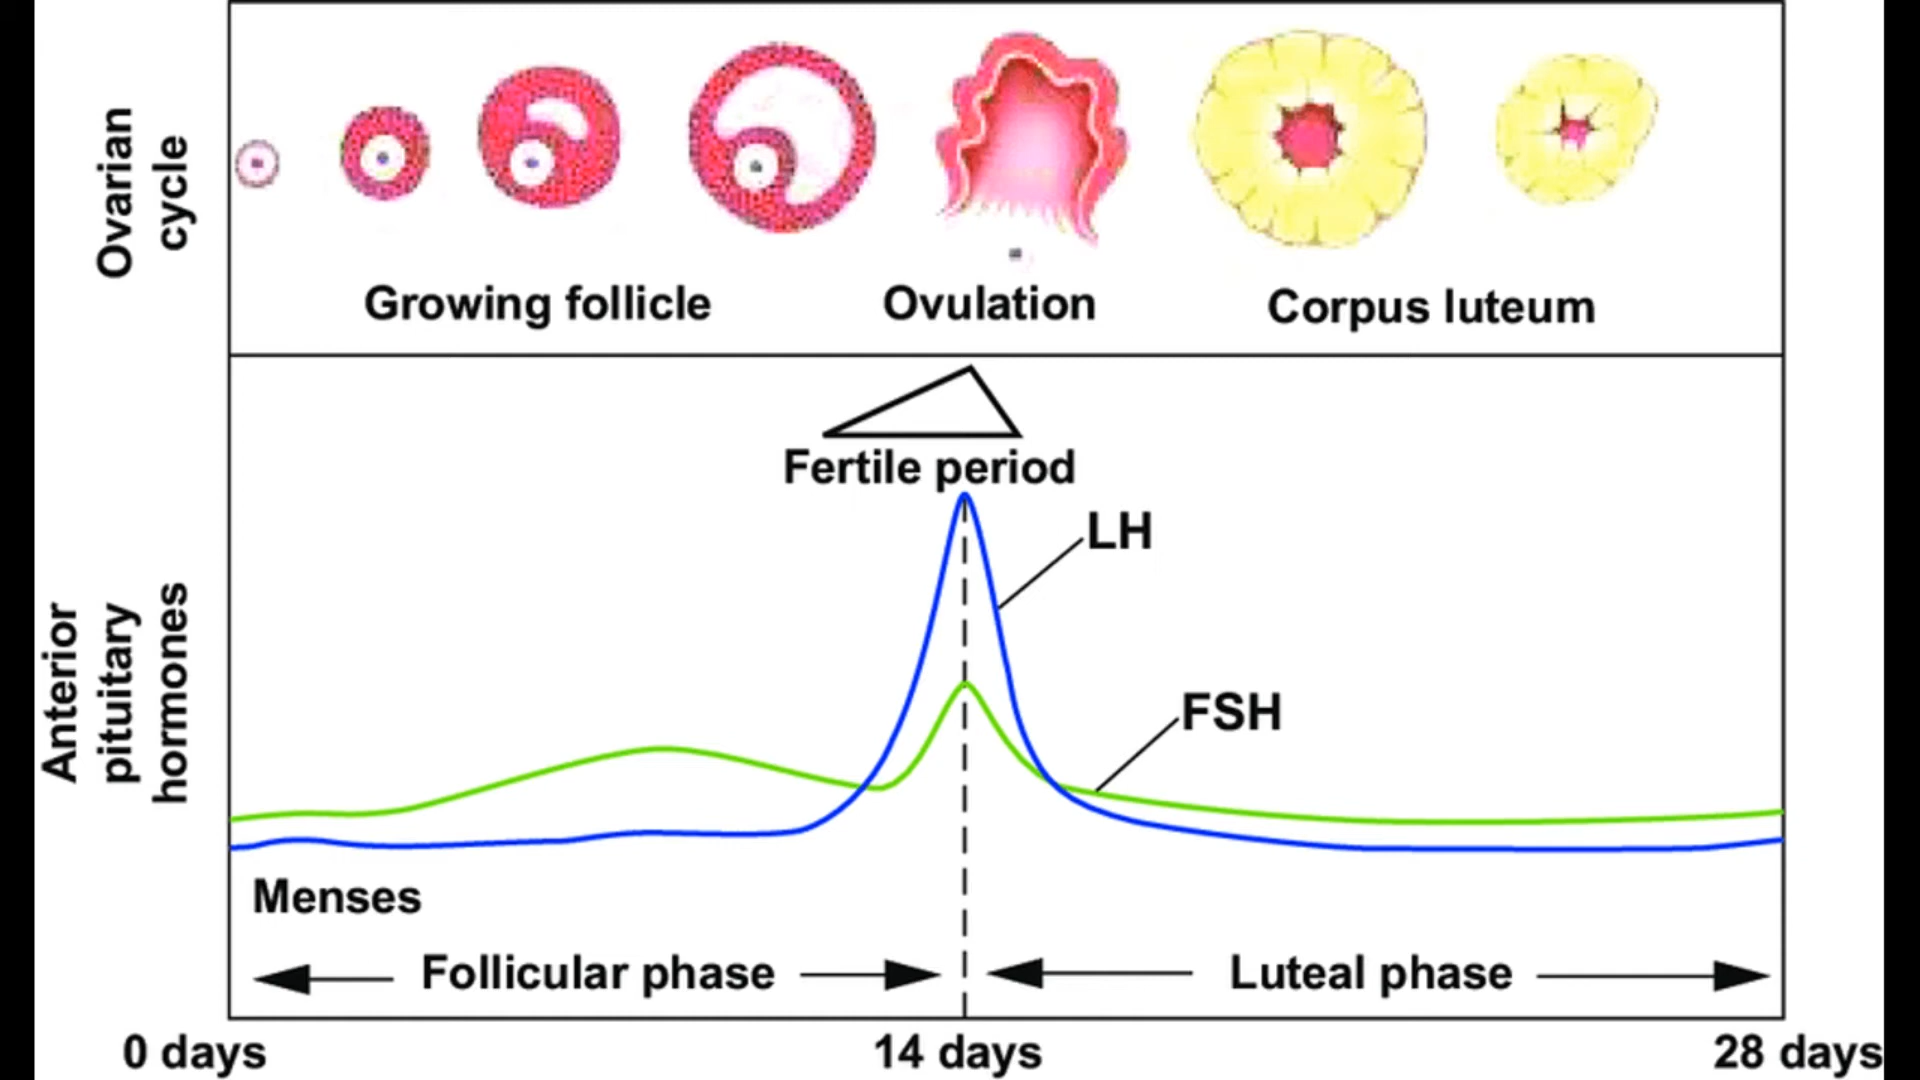 Ovarian
cycle
Growing follicle
Ovulation
Corpus luteum
Fertile period
LH
FSH
Anterior
pituitary
hormones
Menses
Follicular phase
Luteal phase
0 days
14 days
28 days